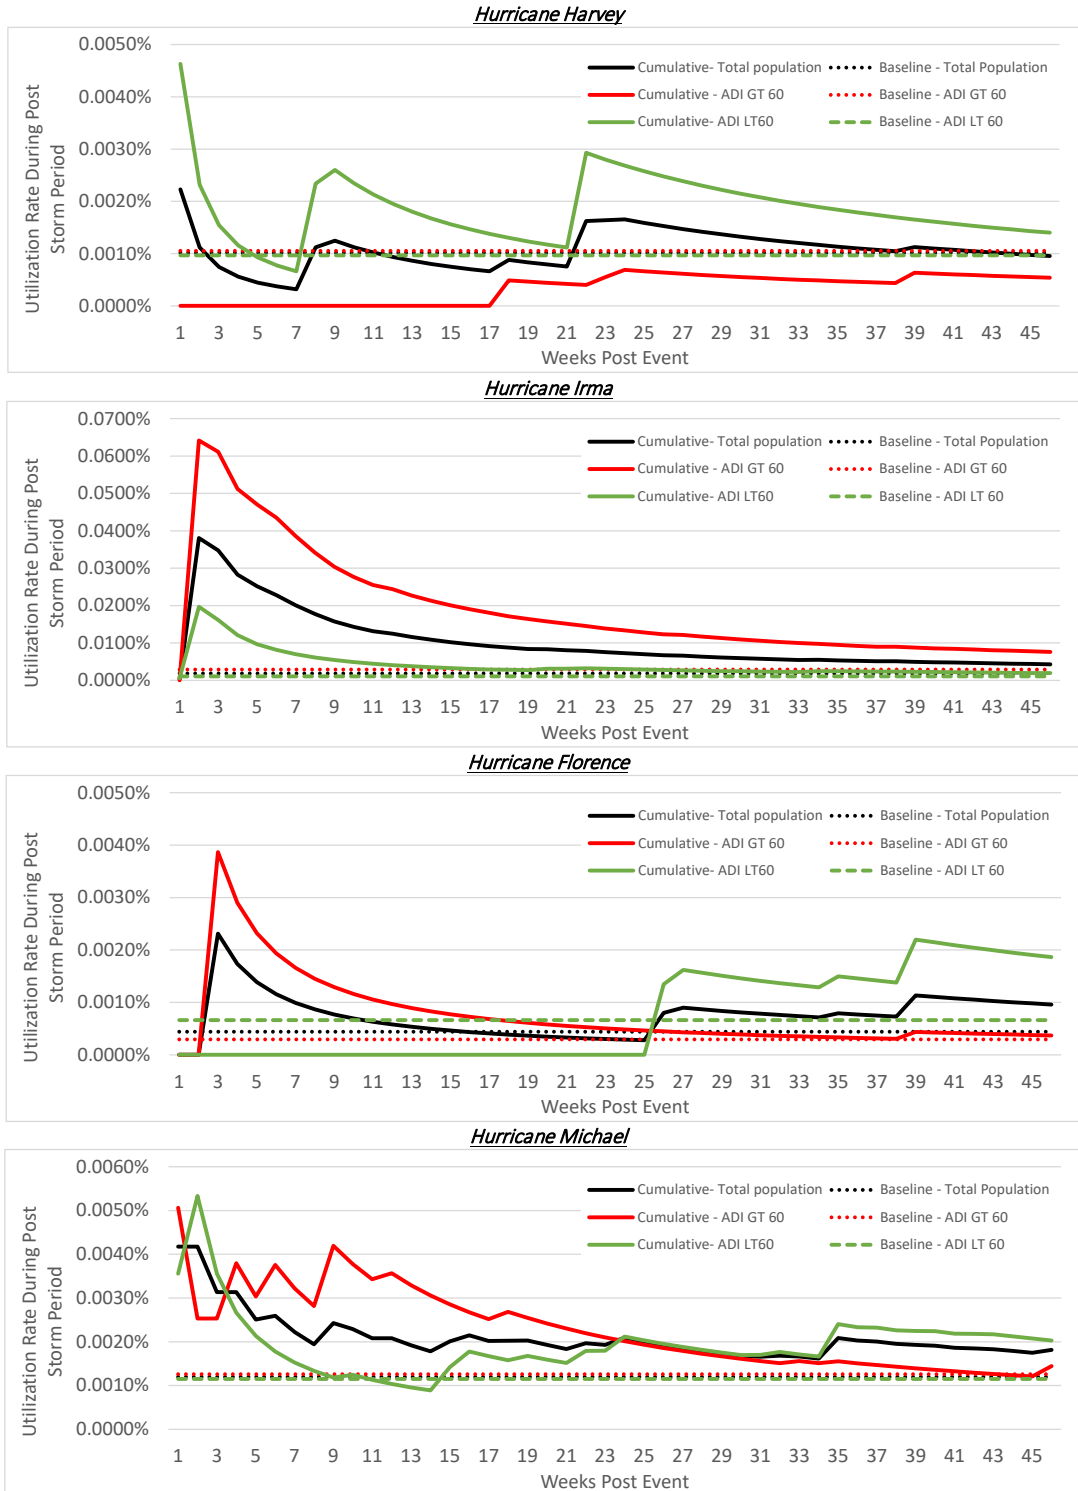 Hurricane Harvey
Utilization Rate During Post
Storm Period
0.0050%
0.0040%
0.0030%
0.0020%
0.0010%
0.0000%
Cumulative- Total population
Baseline - Total Population
Cumulative - ADI GT 60
Baseline - ADI GT 60
Cumulative- ADI LT60
Baseline - ADI LT 60
1 3 5 7 9 11 13 15 17 19 21 23 25 27 29 31 33 35 37 39 41 43 45
Weeks Post Event
Hurricane Irma
Utilization Rate During Post
Storm Period
0.0700%
0.0600%
0.0500%
0.0400%
0.0300%
0.0200%
0.0100%
0.0000%
Cumulative- Total population
Baseline - Total Population
Cumulative - ADI GT 60
Baseline - ADI GT 60
Cumulative- ADI LT60
Baseline - ADI LT 60
1 3 5 7 9 11 13 15 17 19 21 23 25 27 29 31 33 35 37 39 41 43 45
Weeks Post Event
Hurricane Florence
Utilization Rate During Post
Storm Period
0.0050%
0.0040%
0.0030%
0.0020%
0.0010%
0.0000%
Cumulative- Total population
Baseline - Total Population
Cumulative - ADI GT 60
Baseline - ADI GT 60
Cumulative- ADI LT60
Baseline - ADI LT 60
1 3 5 7 9 11 13 15 17 19 21 23 25 27 29 31 33 35 37 39 41 43 45
Weeks Post Event
Hurricane Michael
Utilization Rate During Post
Storm Period
0.0060%
0.0050%
0.0040%
0.0030%
0.0020%
0.0010%
0.0000%
Cumulative- Total population
Baseline - Total Population
Cumulative - ADI GT 60
Baseline - ADI GT 60
Cumulative- ADI LT60
Baseline - ADI LT 60
1 3 5 7 9 11 13 15 17 19 21 23 25 27 29 31 33 35 37 39 41 43 45
Weeks Post Event